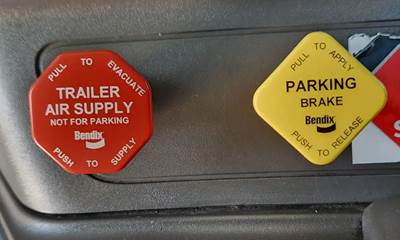 PULL TO EVACUATE
TRAILER
AIR SUPPLY
NOT FOR PARKING
Bendix
PUSH TO SUPPLY
PULL TO APPLY
PARKING
BRAKE
Bendix
PUSH TO RELEASE